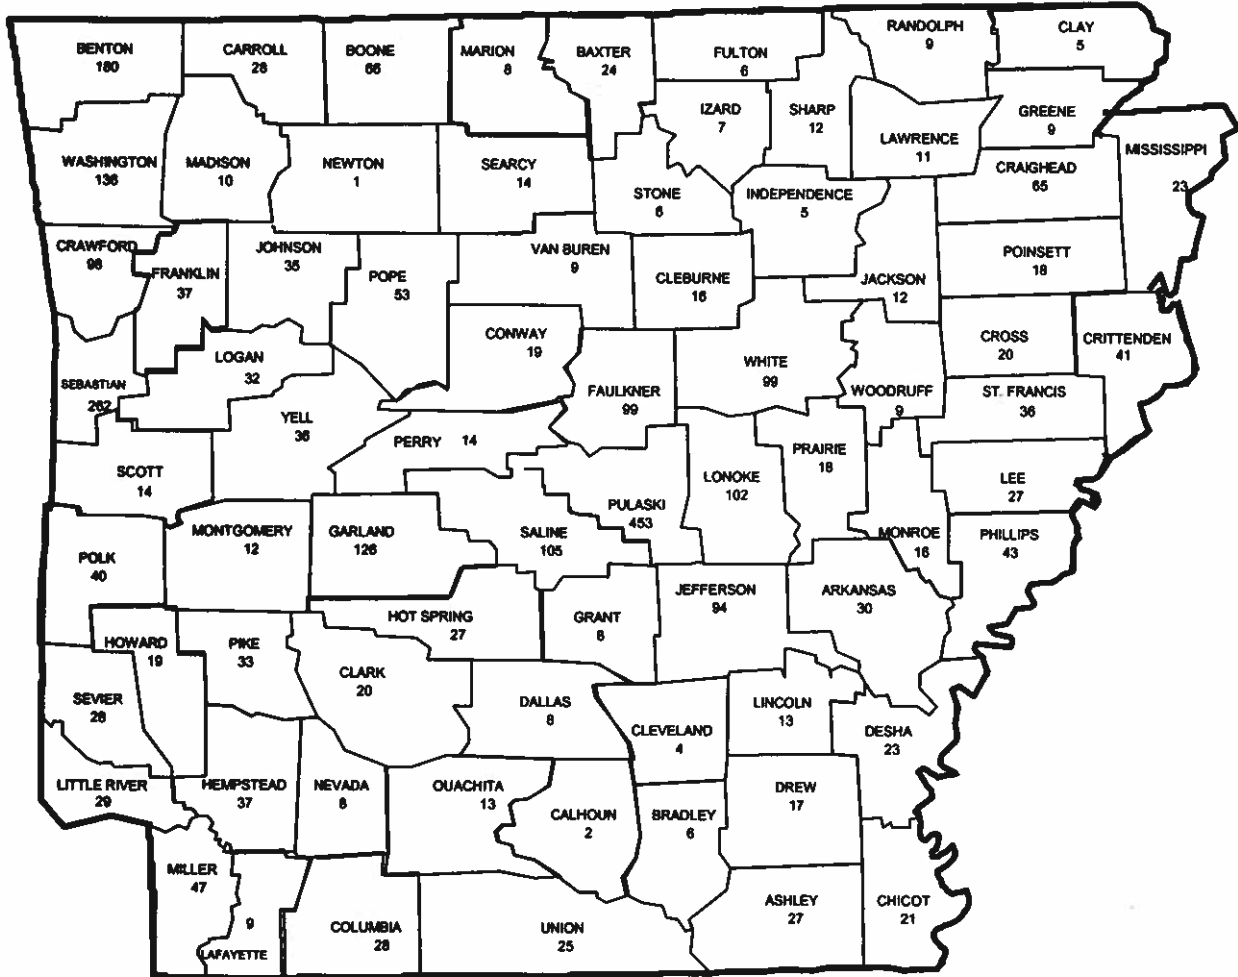 BENTON
180
CARROLL
28
BOONE
66
MARION
8
BAXTER
24
FULTON
6
RANDOLPH
9
CLAY
5
IZARD
7
SHARP
12
LAWRENCE
11
GREENE
9
WASHINGTON
136
MADISON
10
NEWTON
1
SEARCY
14
STONE
6
INDEPENDENCE
5
CRAIGHEAD
65
MISSISSIPPI
23
CRAWFORD
98
FRANKLIN
37
JOHNSON
35
POPE
53
VAN BUREN
9
CLEBURNE
16
JACKSON
12
POINSETT
18
SEBASTIAN
262
LOGAN
32
CONWAY
19
FAULKNER
99
WHITE
99
WOODRUFF
9
CROSS
20
CRITTENDEN
41
ST. FRANCIS
36
YELL
36
PERRY 14
SCOTT
14
PULASKI
453
LONOKE
102
PRAIRIE
18
LEE
27
POLK
40
MONTGOMERY
12
GARLAND
126
SALINE
105
MONROE
16
PHILLIPS
43
HOWARD
19
PIKE
33
HOT SPRING
27
GRANT
6
JEFFERSON
94
ARKANSAS
30
SEVIER
28
CLARK
20
DALLAS
8
CLEVELAND
4
LINCOLN
13
DESHA
23
LITTLE RIVER
29
HEMPSTEAD
37
NEVADA
8
OUACHITA
13
CALHOUN
2
BRADLEY
6
DREW
17
MILLER
47
9
LAFAYETTE
COLUMBIA
28
UNION
25
ASHLEY
27
CHICOT
21